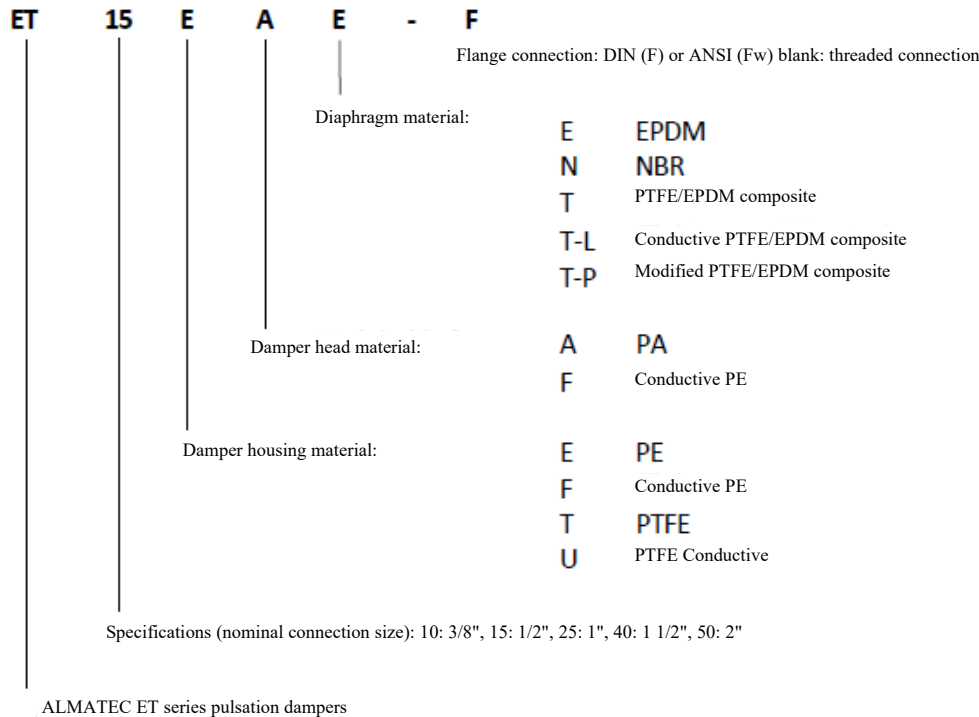 ET 15 E A E - F
Flange connection: DIN (F) or ANSI (Fw) blank: threaded connection
Diaphragm material:
E EPDM
N NBR
T PTFE/EPDM composite
T-L Conductive PTFE/EPDM composite
T-P Modified PTFE/EPDM composite
Damper head material: A PA
F Conductive PE
Damper housing material: E PE
F Conductive PE
T PTFE
U PTFE Conductive
Specifications (nominal connection size): 10: 3/8", 15: 1/2", 25: 1", 40: 1 1/2", 50: 2"
ALMATEC ET series pulsation dampers